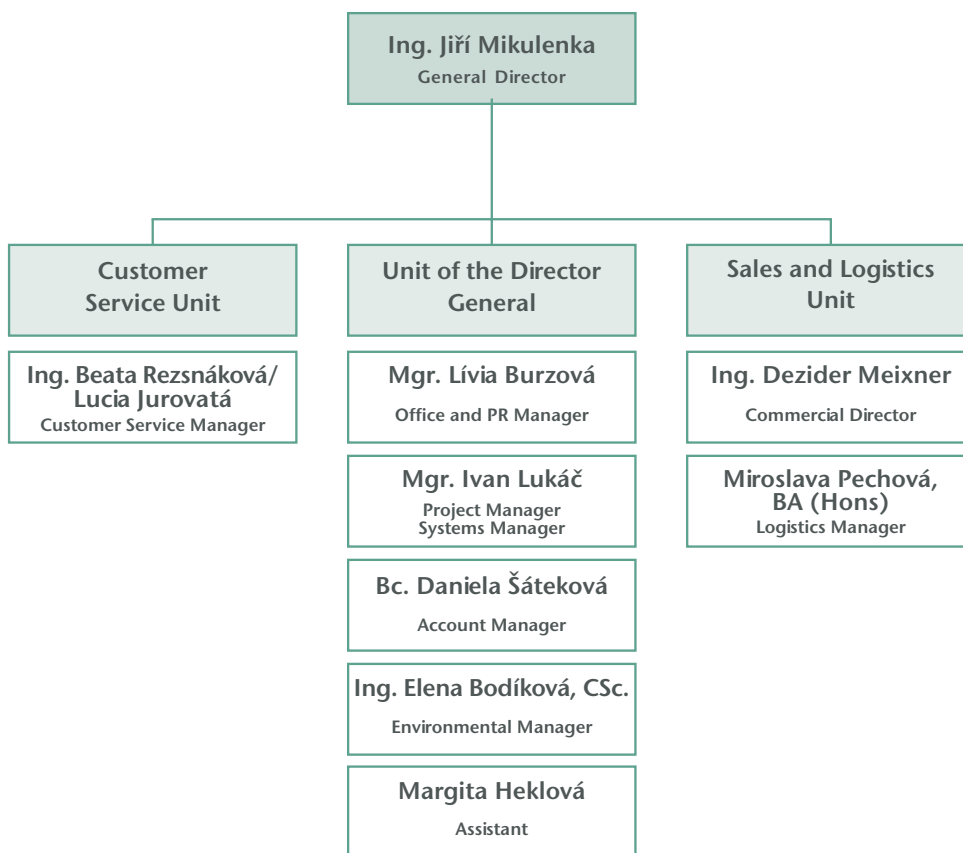 Ing. Jiří Mikulenka
General Director
Customer
Service Unit
Ing. Beata Rezsnáková/
Lucia Jurovatá
Customer Service Manager
Unit of the Director
General
Mgr. Lívia Burzová
Office and PR Manager
Mgr. Ivan Lukáč
Project Manager
Systems Manager
Bc. Daniela Šáteková
Account Manager
Ing. Elena Bodíková, CSc.
Environmental Manager
Margita Heklová
Assistant
Sales and Logistics
Unit
Ing. Dezider Meixner
Commercial Director
Miroslava Pechová,
BA (Hons)
Logistics Manager